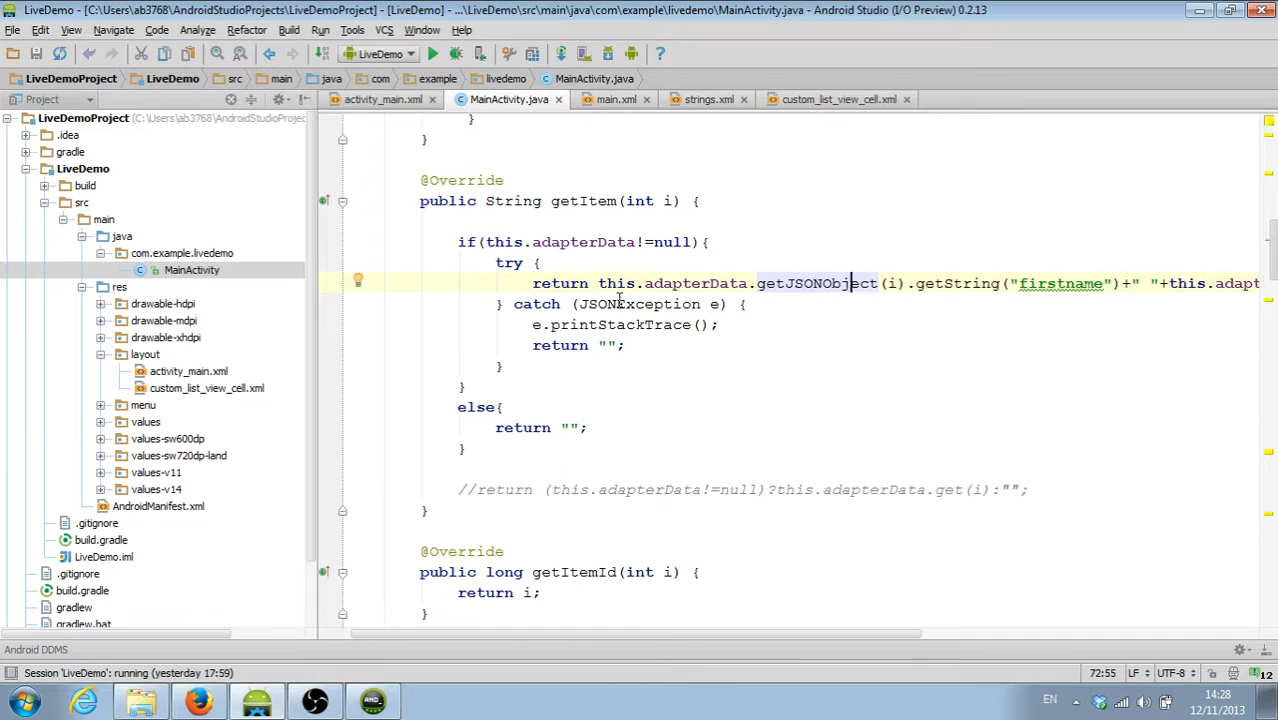 LiveDemo - [C:\Users\ab3768\AndroidStudioProjects\LiveDemoProject] - [LiveDemo] - ...\LiveDemo\src\main\java\com\example\livedemo\MainActivity.java - Android Studio (I/O Preview) 0.2.13
File Edit View Navigate Code Analyze Refactor Build Run Tools VCS Window Help
LiveDemo
LiveDemoProject LiveDemo src main java com example livedemo MainActivity.java
Project activity_main.xml MainActivity.java main.xml strings.xml custom_list_view_cell.xml
LiveDemoProject (C:\Users\ab3768\AndroidStudioProjec
.idea
gradle
LiveDemo
build
src
main
java
com.example.livedemo
MainActivity
res
drawable-hdpi
drawable-mdpi
drawable-xhdpi
layout
activity_main.xml
custom_list_view_cell.xml
menu
values
values-sw600dp
values-sw720dp-land
values-v11
values-v14
AndroidManifest.xml
.gitignore
build.gradle
LiveDemo.iml
.gitignore
build.gradle
gradlew
gradlew.bat
}
}
@Override
public String getItem(int i) {
if(this.adapterData!=null){
try {
return this.adapterData.getJSONObject(i).getString("firstname")+" "+this.adapt
} catch (JSONException e) {
e.printStackTrace();
return "";
}
}
else{
return "";
}
//return (this.adapterData!=null)?this.adapterData.get(i):"";
}
@Override
public long getItemId(int i) {
return i;
}
Android DDMS
Session 'LiveDemo': running (yesterday 17:59) 72:55 LF UTF-8 12
EN 14:28
12/11/2013